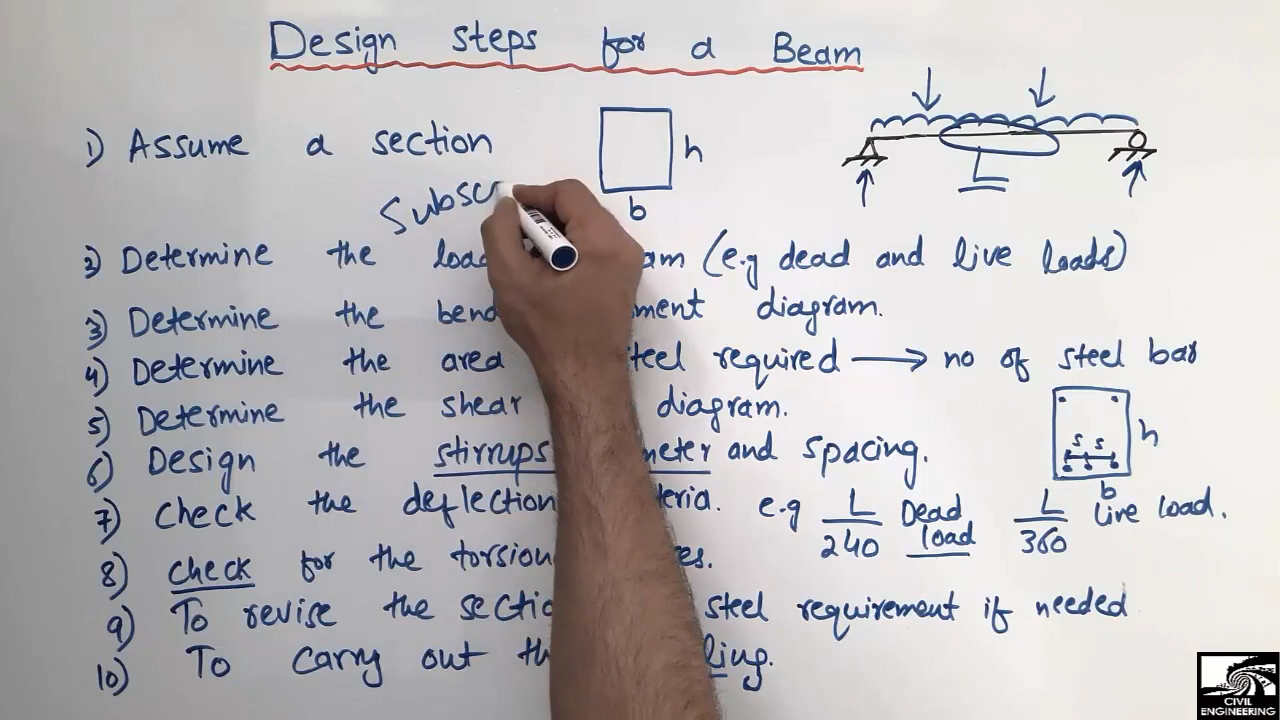 Design steps for a Beam
1) Assume a section
h
b
Subsc
2) Determine the load am (e.g dead and live loads)
3) Determine the bend ment diagram.
4) Determine the area teel required → no of steel bar
5) Determine the shear diagram.
6) Design the stirrups meter and spacing.
s s
h
b
7) Check the deflection teria. e.g L/240 Dead load L/360 live load.
8) check for the torsion es.
9) To revise the sectio steel requirement if needed
10) To carry out th ling.
CIVIL
ENGINEERING